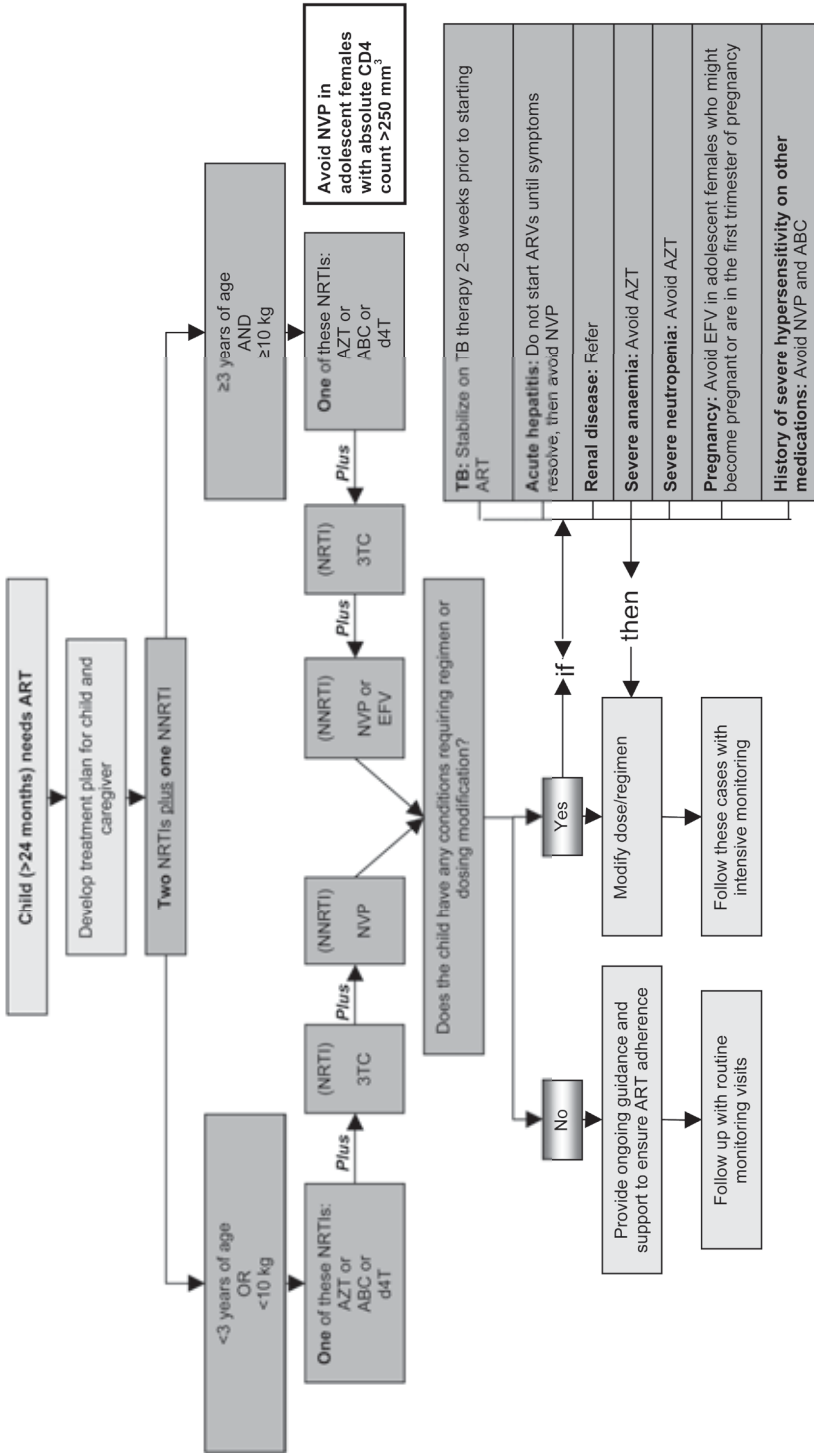 Child (>24 months) needs ART
Develop treatment plan for child and
caregiver
Two NRTIs plus one NNRTI
<3 years of age
OR
<10 kg
≥3 years of age
AND
≥10 kg
One of these NRTIs:
AZT or
ABC or
d4T
Plus
(NRTI)
3TC
Plus
(NNRTI)
NVP
(NNRTI)
NVP or
EFV
Plus
(NRTI)
3TC
Plus
One of these NRTIs:
AZT or
ABC or
d4T
Avoid NVP in
adolescent females
with absolute CD4
count >250 mm³
Does the child have any conditions requiring regimen or
dosing modification?
No
Yes
if
Provide ongoing guidance and
support to ensure ART adherence
Modify dose/regimen
then
Follow up with routine
monitoring visits
Follow these cases with
intensive monitoring
TB: Stabilize on TB therapy 2–8 weeks prior to starting
ART
Acute hepatitis: Do not start ARVs until symptoms
resolve, then avoid NVP
Renal disease: Refer
Severe anaemia: Avoid AZT
Severe neutropenia: Avoid AZT
Pregnancy: Avoid EFV in adolescent females who might
become pregnant or are in the first trimester of pregnancy
History of severe hypersensitivity on other
medications: Avoid NVP and ABC